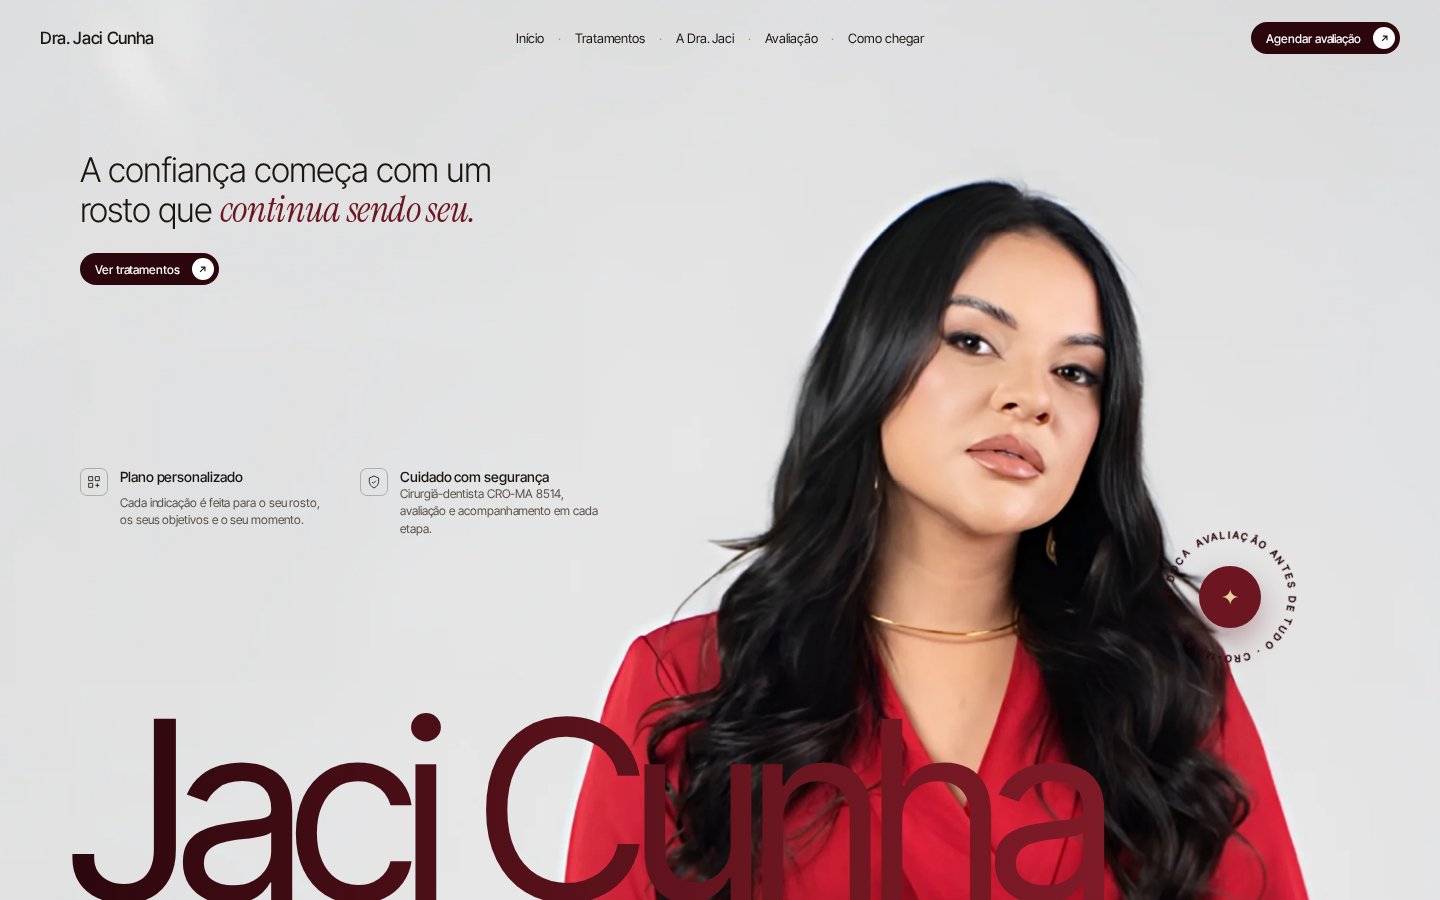 Dra. Jaci Cunha
Início · Tratamentos · A Dra. Jaci · Avaliação · Como chegar
Agendar avaliação
A confiança começa com um
rosto que continua sendo seu.
Ver tratamentos
Plano personalizado
Cada indicação é feita para o seu rosto,
os seus objetivos e o seu momento.
Cuidado com segurança
Cirurgiã-dentista CRO-MA 8514,
avaliação e acompanhamento em cada
etapa.
AVALIAÇÃO ANTES DE TUDO ·
Jaci Cunha